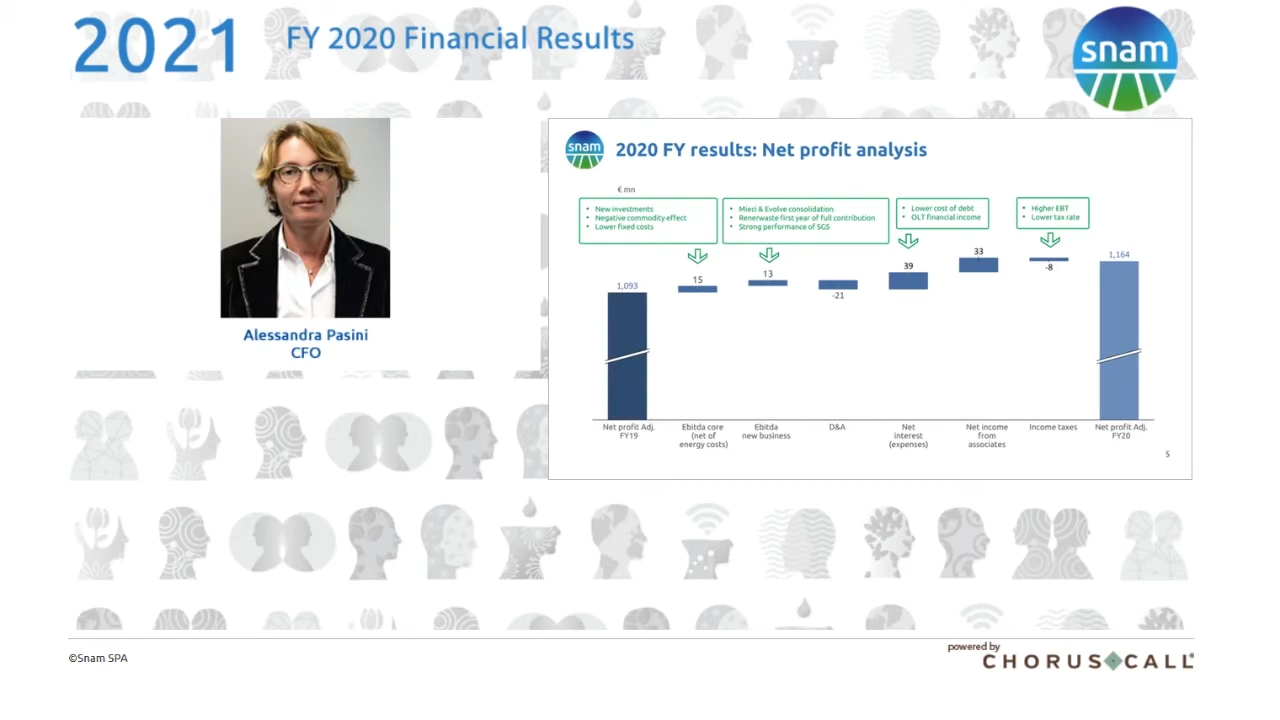 2021
FY 2020 Financial Results
snam
Alessandra Pasini
CFO
snam
2020 FY results: Net profit analysis
€ mn
• New investments
• Negative commodity effect
• Lower fixed costs
• Mieci & Evolve consolidation
• Renerwaste first year of full contribution
• Strong performance of SGS
• Lower cost of debt
• OLT financial income
• Higher EBT
• Lower tax rate
1,093
15
13
-21
39
33
-8
1,164
Net profit Adj.
FY19
Ebitda core
(net of
energy costs)
Ebitda
new business
D&A
Net
interest
(expenses)
Net income
from
associates
Income taxes
Net profit Adj.
FY20
5
©Snam SPA
powered by
CHORUS CALL®